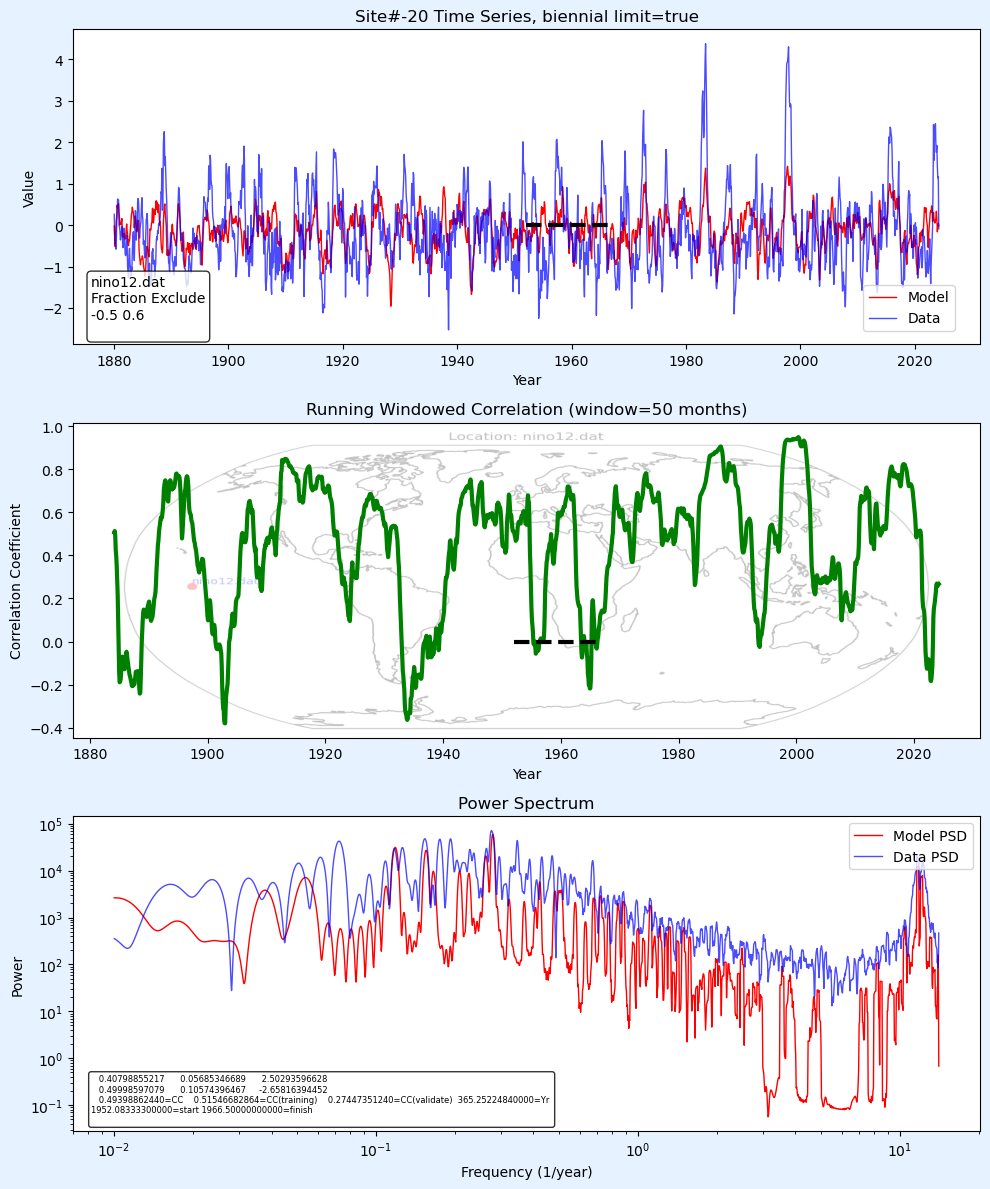 Site#-20 Time Series, biennial limit=true
Value
4
3
2
1
0
−1
−2
nino12.dat
Fraction Exclude
-0.5 0.6
Model
Data
1880 1900 1920 1940 1960 1980 2000 2020
Year
Running Windowed Correlation (window=50 months)
Correlation Coefficient
1.0
0.8
0.6
0.4
0.2
0.0
−0.2
−0.4
Location: nino12.dat
nino12.dat
1880 1900 1920 1940 1960 1980 2000 2020
Year
Power Spectrum
Power
10^5
10^4
10^3
10^2
10^1
10^0
10^−1
Model PSD
Data PSD
0.40798855217 0.05685346689 2.50293596628
0.49998597079 0.10574396467 -2.65816394452
0.49398862440=CC 0.51546682864=CC(training) 0.27447351240=CC(validate) 365.25224840000=Yr
1952.08333300000=start 1966.50000000000=finish
10^−2 10^−1 10^0 10^1
Frequency (1/year)